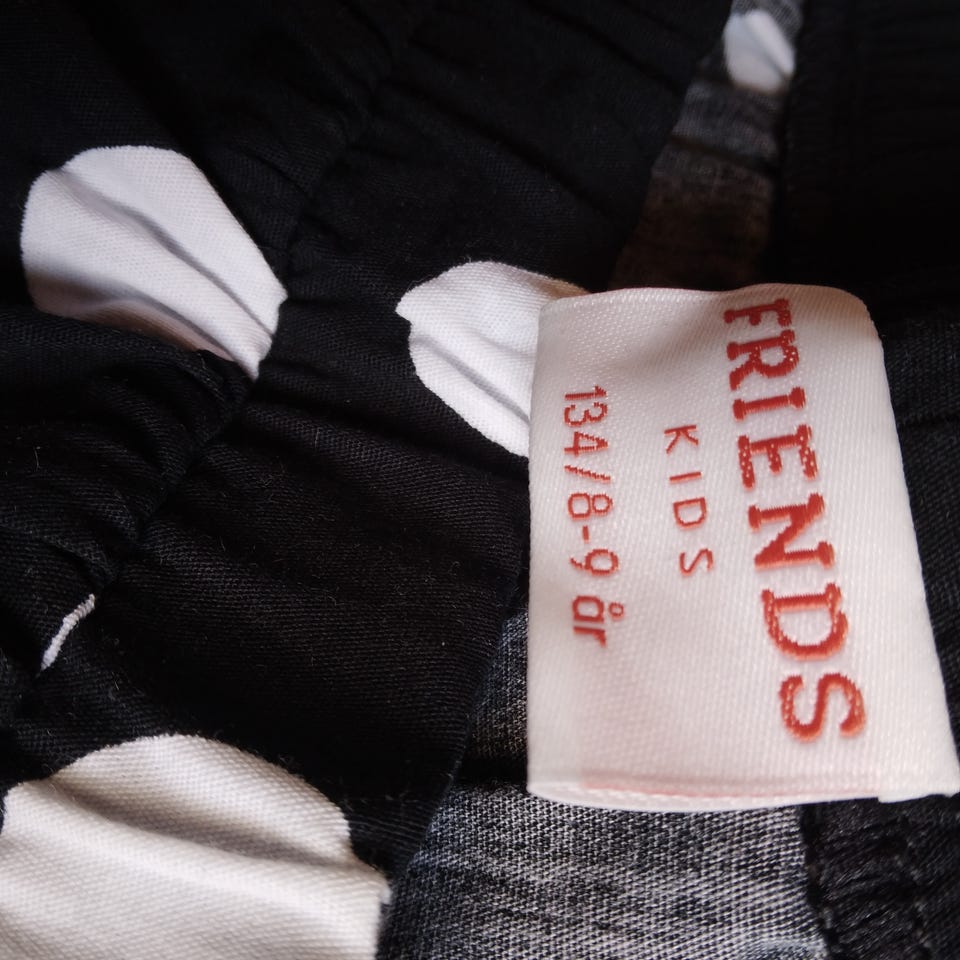 FRIENDS
KIDS
134/8-9 år